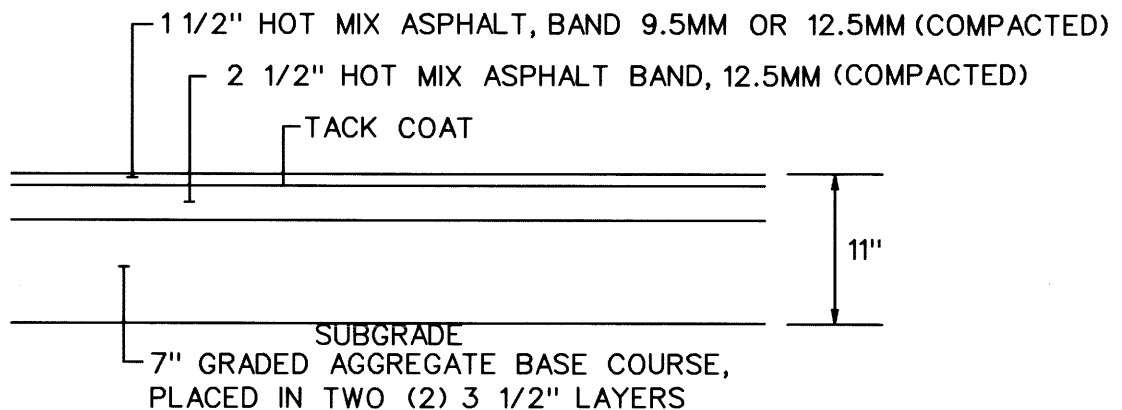 1 1/2" HOT MIX ASPHALT, BAND 9.5MM OR 12.5MM (COMPACTED)
2 1/2" HOT MIX ASPHALT BAND, 12.5MM (COMPACTED)
TACK COAT
11"
SUBGRADE
7" GRADED AGGREGATE BASE COURSE,
PLACED IN TWO (2) 3 1/2" LAYERS